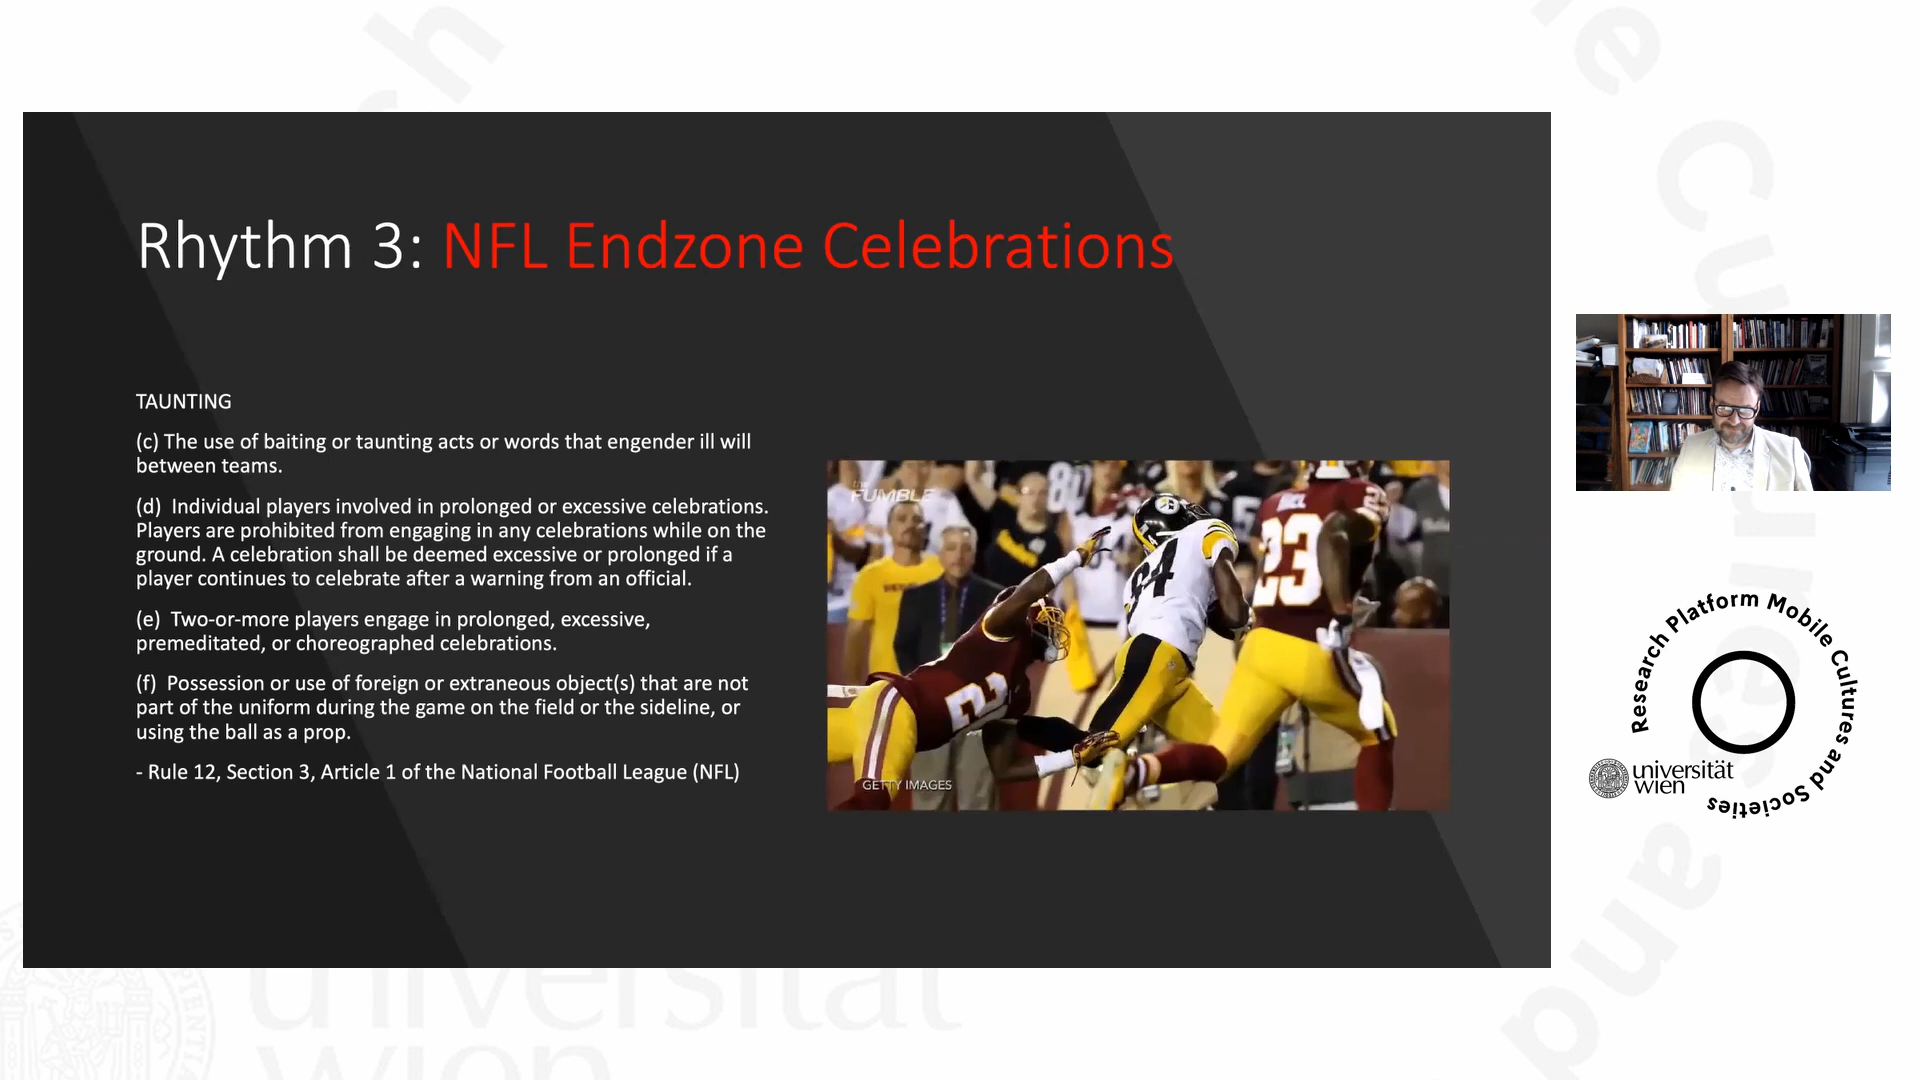 Rhythm 3: NFL Endzone Celebrations
TAUNTING
(c) The use of baiting or taunting acts or words that engender ill will
between teams.
(d)  Individual players involved in prolonged or excessive celebrations.
Players are prohibited from engaging in any celebrations while on the
ground. A celebration shall be deemed excessive or prolonged if a
player continues to celebrate after a warning from an official.
(e)  Two-or-more players engage in prolonged, excessive,
premeditated, or choreographed celebrations.
(f)  Possession or use of foreign or extraneous object(s) that are not
part of the uniform during the game on the field or the sideline, or
using the ball as a prop.
- Rule 12, Section 3, Article 1 of the National Football League (NFL)
the
FUMBLE
84
23
GETTY IMAGES
Research Platform Mobile Cultures and Societies
universität
wien
universität
wien